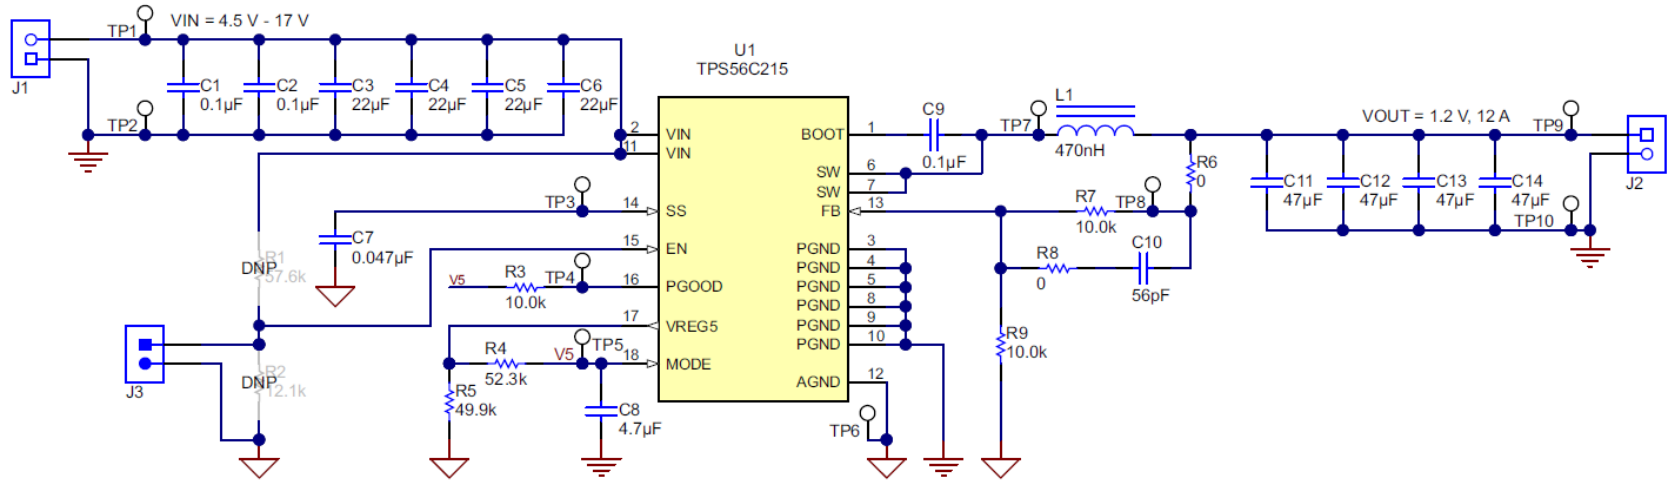 VIN = 4.5 V - 17 V
TP1
J1
TP2
C1
0.1µF
C2
0.1µF
C3
22µF
C4
22µF
C5
22µF
C6
22µF
U1
TPS56C215
2
VIN
11
VIN
TP3
14
SS
C7
0.047µF
15
EN
R1
DNP
57.6k
V5
R3
10.0k
TP4
16
PGOOD
17
VREG5
R4
52.3k
V5
TP5
18
MODE
R5
49.9k
C8
4.7µF
J3
R2
DNP
12.1k
BOOT
1
SW
6
SW
7
FB
13
PGND
3
PGND
4
PGND
5
PGND
8
PGND
9
PGND
10
AGND
12
TP6
C9
0.1µF
TP7
L1
470nH
R6
0
R7
10.0k
TP8
R8
0
C10
56pF
R9
10.0k
VOUT = 1.2 V, 12 A
TP9
C11
47µF
C12
47µF
C13
47µF
C14
47µF
TP10
J2